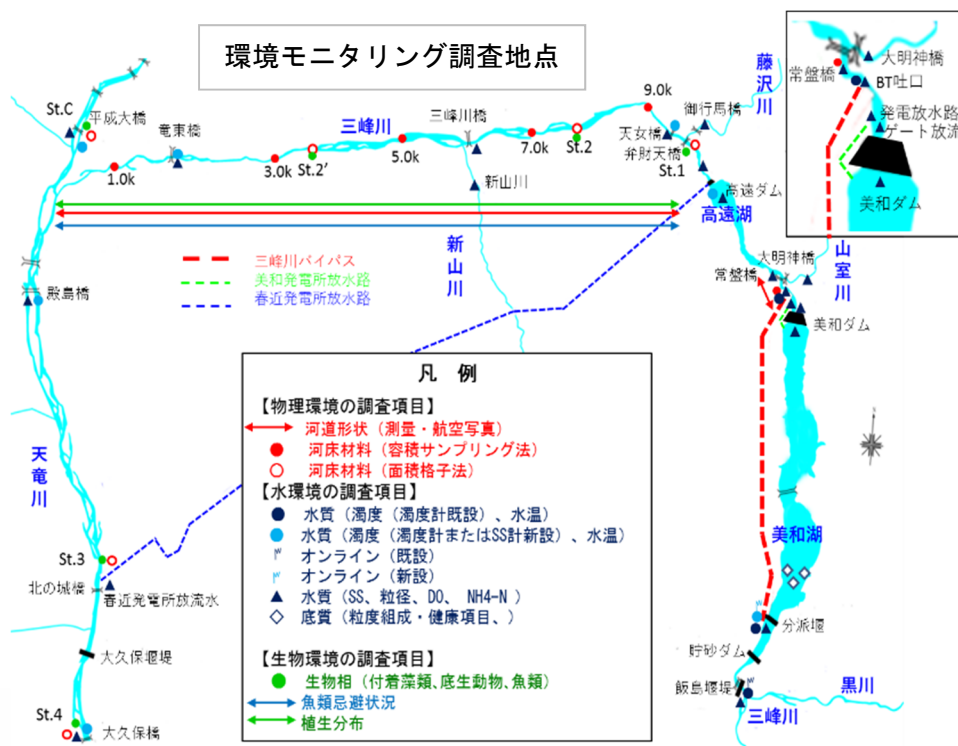 環境モニタリング調査地点
大明神橋
常盤橋
BT吐口
発電放水路
ゲート放流
美和ダム
藤沢川
St.C
平成大橋
竜東橋
三峰川
三峰川橋
9.0k
御行馬橋
天女橋
弁財天橋
1.0k
3.0k
St.2’
5.0k
7.0k
St.2
St.1
新山川
高遠ダム
高遠湖
新山川
三峰川バイパス
美和発電所放水路
春近発電所放水路
大明神橋
常盤橋
山室川
美和ダム
殿島橋
天竜川
凡 例
【物理環境の調査項目】
河道形状（測量・航空写真）
河床材料（容積サンプリング法）
河床材料（面積格子法）
【水環境の調査項目】
水質（濁度（濁度計既設）、水温）
水質（濁度（濁度計またはSS計新設）、水温）
オンライン（既設）
オンライン（新設）
水質（SS、粒径、DO、 NH4-N ）
底質（粒度組成・健康項目、）
【生物環境の調査項目】
生物相（付着藻類、底生動物、魚類）
魚類忌避状況
植生分布
美和湖
St.3
北の城橋
春近発電所放流水
分派堰
大久保堰堤
貯砂ダム
飯島堰堤
黒川
三峰川
St.4
大久保橋